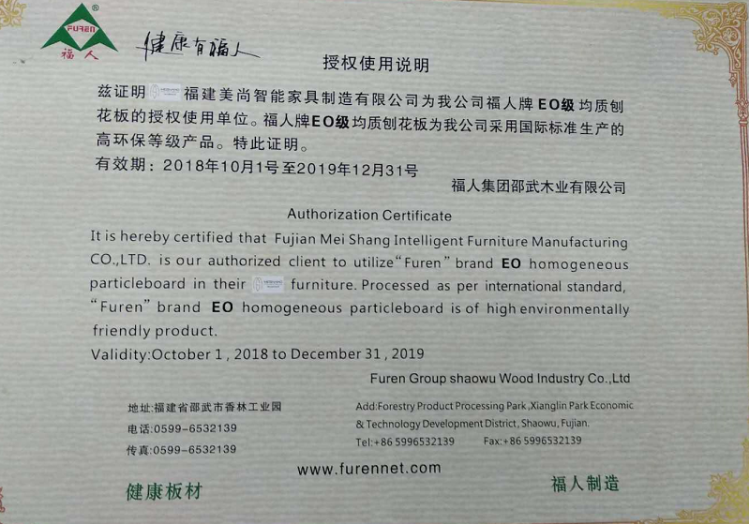 FUREN
福人
健康有福人
授权使用说明
兹证明 福建美尚智能家具制造有限公司为我公司福人牌EO级均质刨
花板的授权使用单位。福人牌EO级均质刨花板为我公司采用国际标准生产的
高环保等级产品。特此证明。
有效期：2018年10月1号至2019年12月31号
福人集团邵武木业有限公司
Authorization Certificate
It is hereby certified that Fujian Mei Shang Intelligent Furniture Manufacturing
CO.,LTD. is our authorized client to utilize“Furen” brand EO homogeneous
particleboard in their furniture. Processed as per international standard,
“Furen” brand EO homogeneous particleboard is of high environmentally
friendly product.
Validity:October 1 , 2018 to December 31 , 2019
Furen Group shaowu Wood Industry Co.,Ltd
地址:福建省邵武市香林工业园
电话:0599-6532139
传真:0599-6532139
Add:Forestry Product Processing Park ,Xianglin Park Economic
& Technology Development District, Shaowu, Fujian.
Tel:+86 5996532139 Fax:+86 5996532139
www.furennet.com
健康板材
福人制造